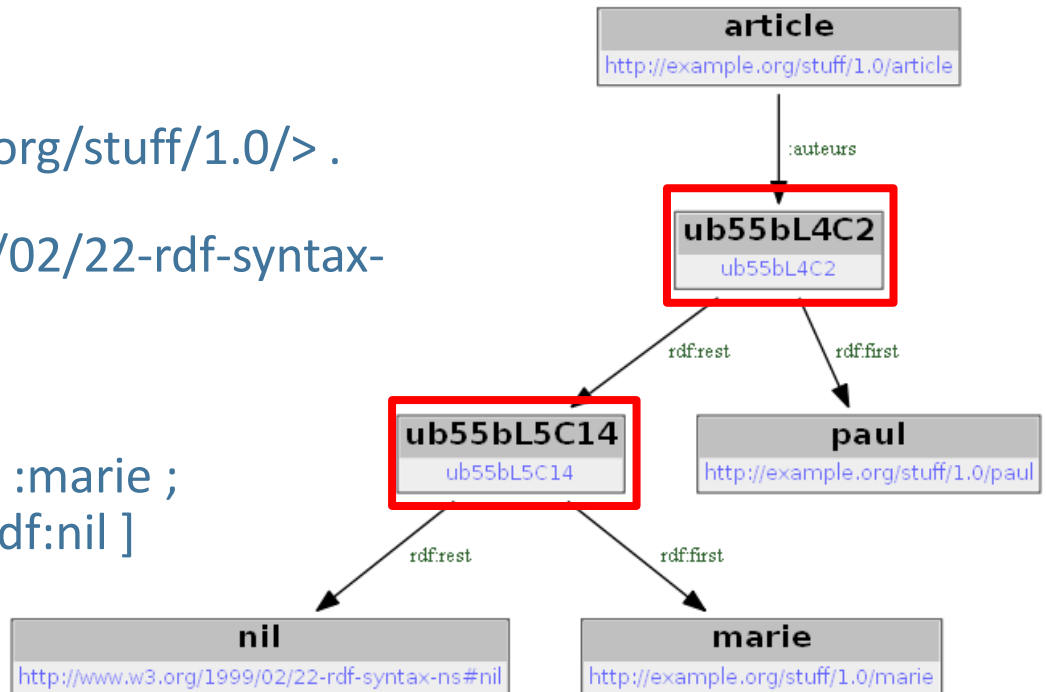 org/stuff/1.0/> .
/02/22-rdf-syntax-
:marie ;
df:nil ]
article
http://example.org/stuff/1.0/article
:auteurs
ub55bL4C2
ub55bL4C2
rdf:rest
rdf:first
ub55bL5C14
ub55bL5C14
paul
http://example.org/stuff/1.0/paul
rdf:rest
rdf:first
nil
http://www.w3.org/1999/02/22-rdf-syntax-ns#nil
marie
http://example.org/stuff/1.0/marie